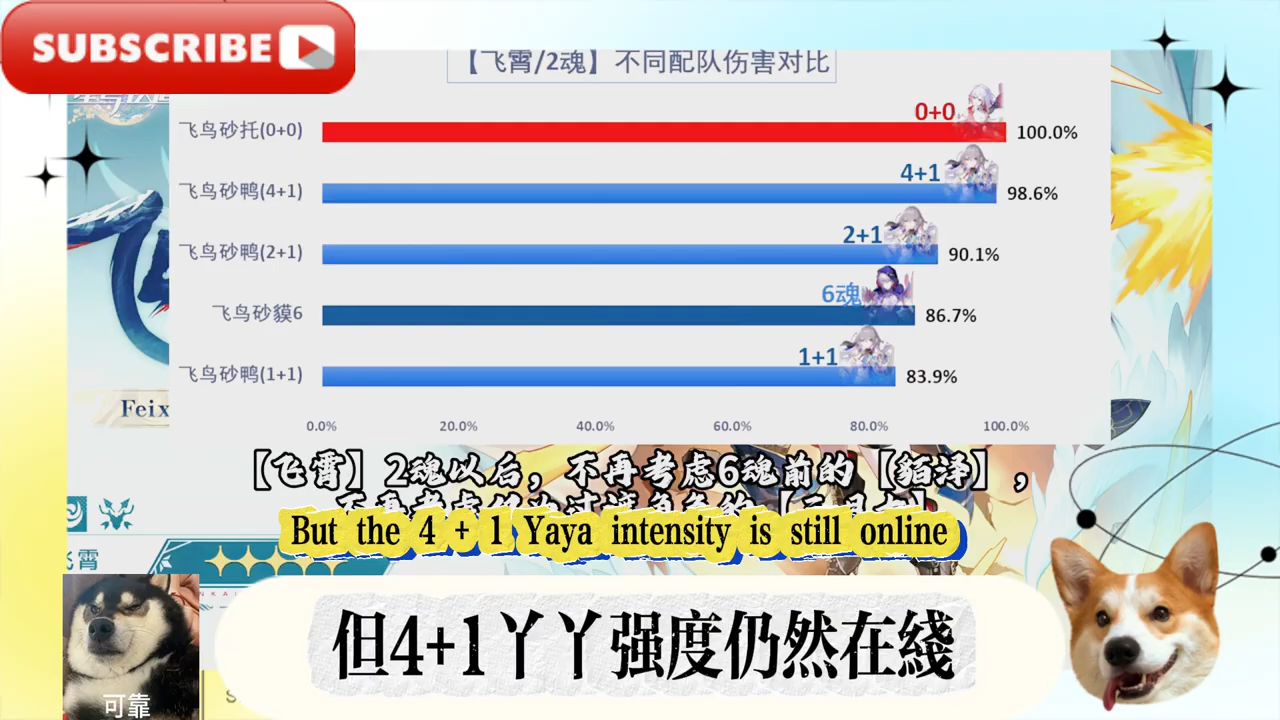 SUBSCRIBE
【飞霄/2魂】不同配队伤害对比
飞鸟砂托(0+0)
0+0
100.0%
飞鸟砂鸭(4+1)
4+1
98.6%
飞鸟砂鸭(2+1)
2+1
90.1%
飞鸟砂貘6
6魂
86.7%
飞鸟砂鸭(1+1)
1+1
83.9%
0.0%
20.0%
40.0%
60.0%
80.0%
100.0%
Feix
【飞霄】2魂以后，不再考虑6魂前的【貊泽】，
But the 4 + 1 Yaya intensity is still online
飞霄
但4+1丫丫强度仍然在綫
可靠
S